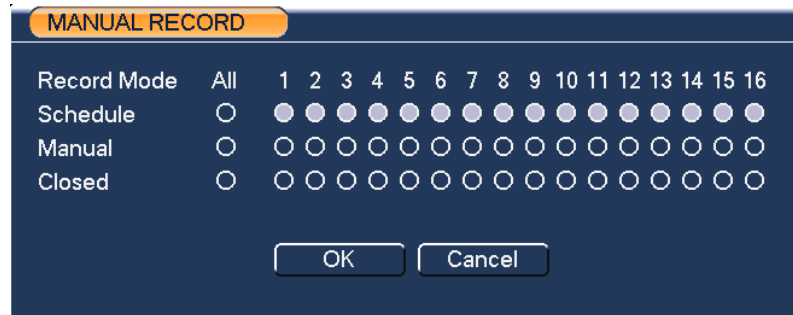 MANUAL RECORD
Record Mode All 1 2 3 4 5 6 7 8 9 10 11 12 13 14 15 16
Schedule
Manual
Closed
OK Cancel